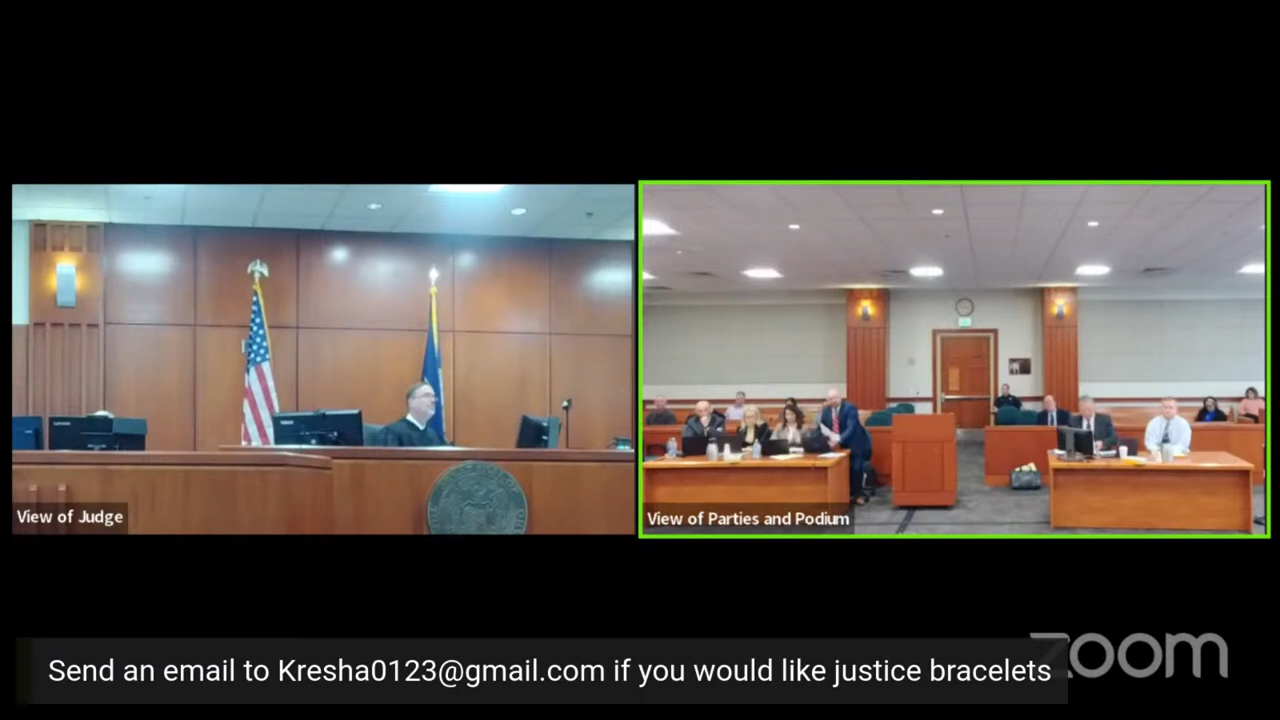 View of Judge
View of Parties and Podium
zoom
Send an email to Kresha0123@gmail.com if you would like justice bracelets